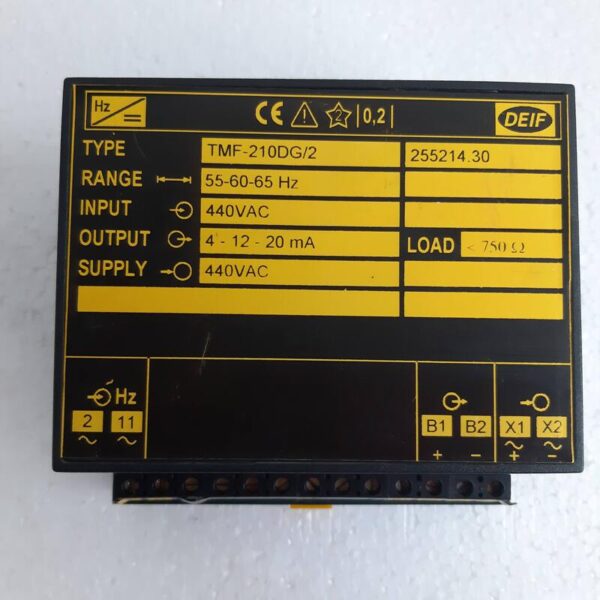 Hz CE 2 0,2 DEIF
TYPE TMF-210DG/2 255214.30
RANGE 55-60-65 Hz
INPUT 440VAC
OUTPUT 4 - 12 - 20 mA LOAD < 750 Ω
SUPPLY 440VAC
Hz
2 11 B1 B2 X1 X2
~ ~ + − ~ ~
+ −